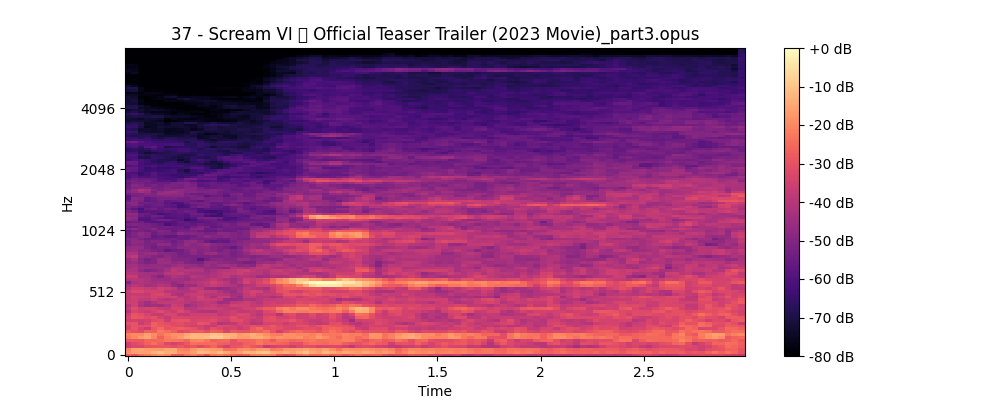 37 - Scream VI ▯ Official Teaser Trailer (2023 Movie)_part3.opus
Hz
4096
2048
1024
512
0
0
0.5
1
1.5
2
2.5
Time
+0 dB
-10 dB
-20 dB
-30 dB
-40 dB
-50 dB
-60 dB
-70 dB
-80 dB